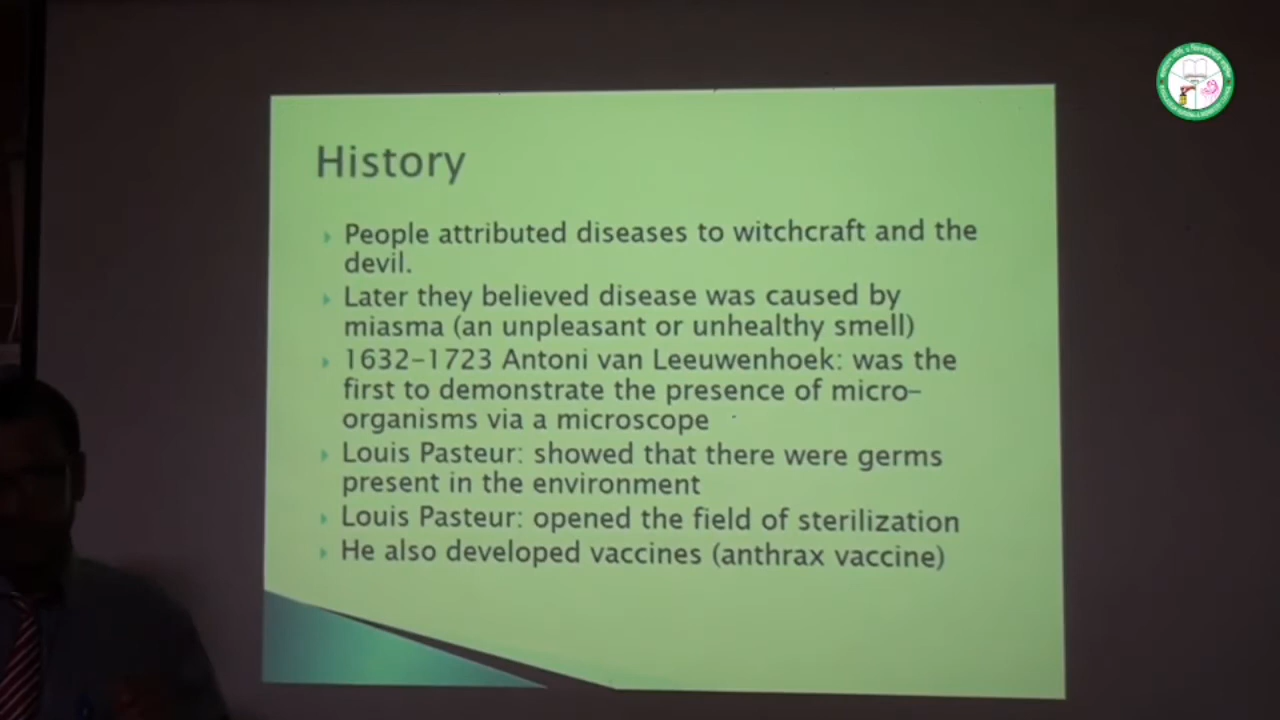 History
People attributed diseases to witchcraft and the
devil.
Later they believed disease was caused by
miasma (an unpleasant or unhealthy smell)
1632-1723 Antoni van Leeuwenhoek: was the
first to demonstrate the presence of micro-
organisms via a microscope
Louis Pasteur: showed that there were germs
present in the environment
Louis Pasteur: opened the field of sterilization
He also developed vaccines (anthrax vaccine)